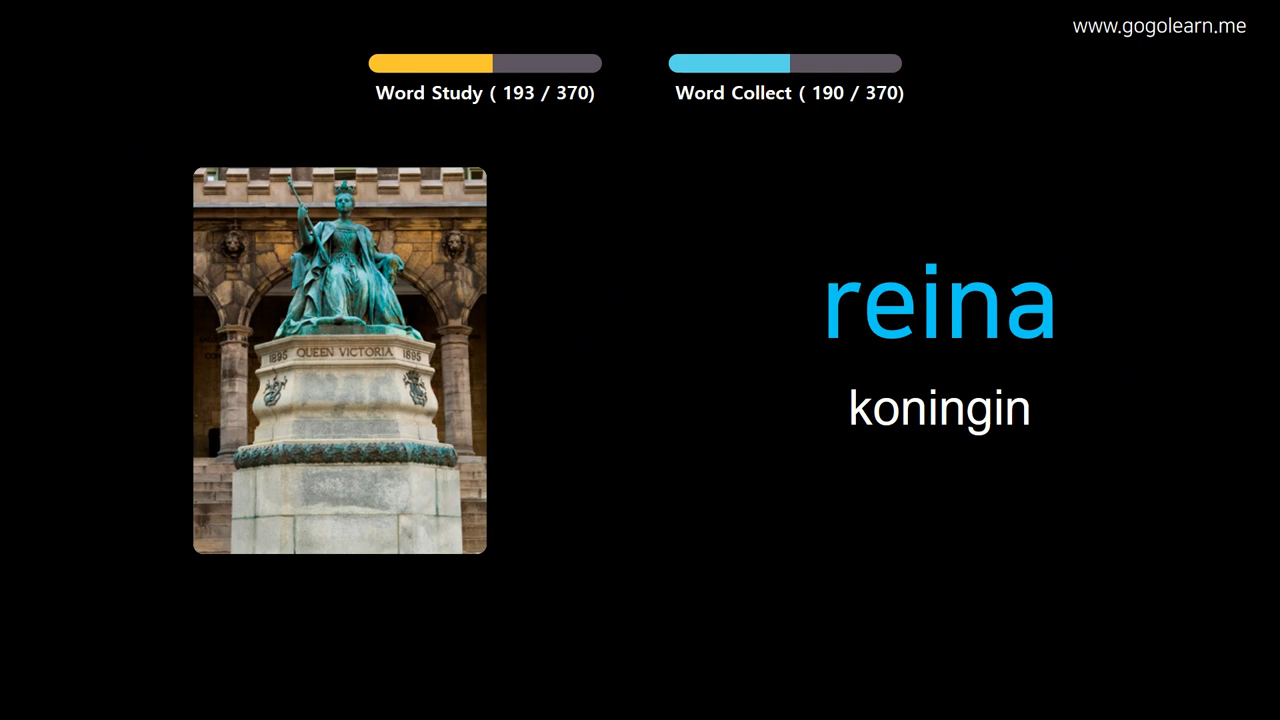 www.gogolearn.me
Word Study ( 193 / 370)
Word Collect ( 190 / 370)
1895 QUEEN VICTORIA 1895
reina
koningin